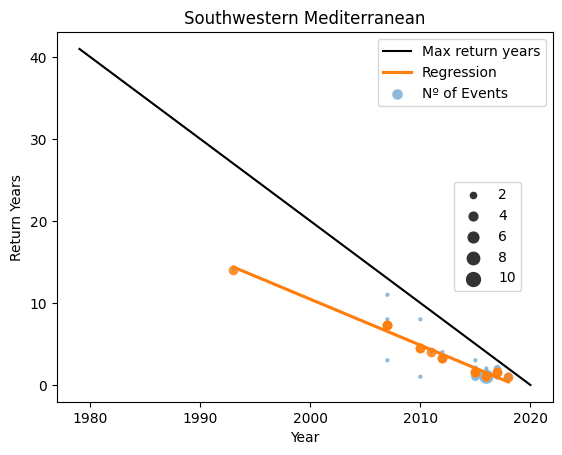 Southwestern Mediterranean
Max return years
Regression
Nº of Events
2
4
6
8
10
Return Years
40
30
20
10
0
1980
1990
2000
2010
2020
Year